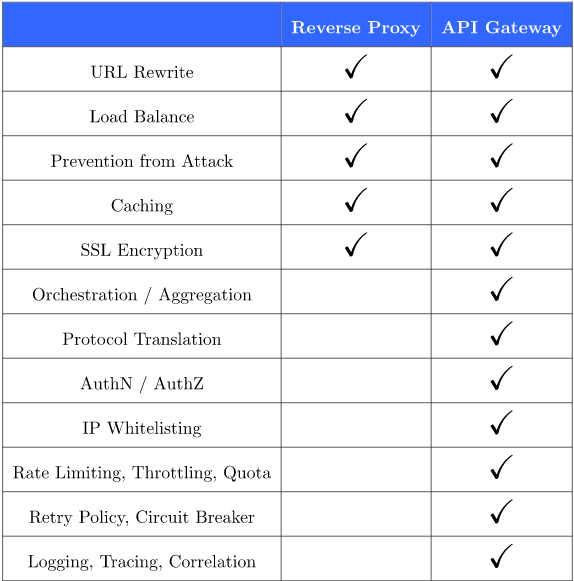 Reverse Proxy API Gateway
URL Rewrite ✓ ✓
Load Balance ✓ ✓
Prevention from Attack ✓ ✓
Caching ✓ ✓
SSL Encryption ✓ ✓
Orchestration / Aggregation ✓
Protocol Translation ✓
AuthN / AuthZ ✓
IP Whitelisting ✓
Rate Limiting, Throttling, Quota ✓
Retry Policy, Circuit Breaker ✓
Logging, Tracing, Correlation ✓